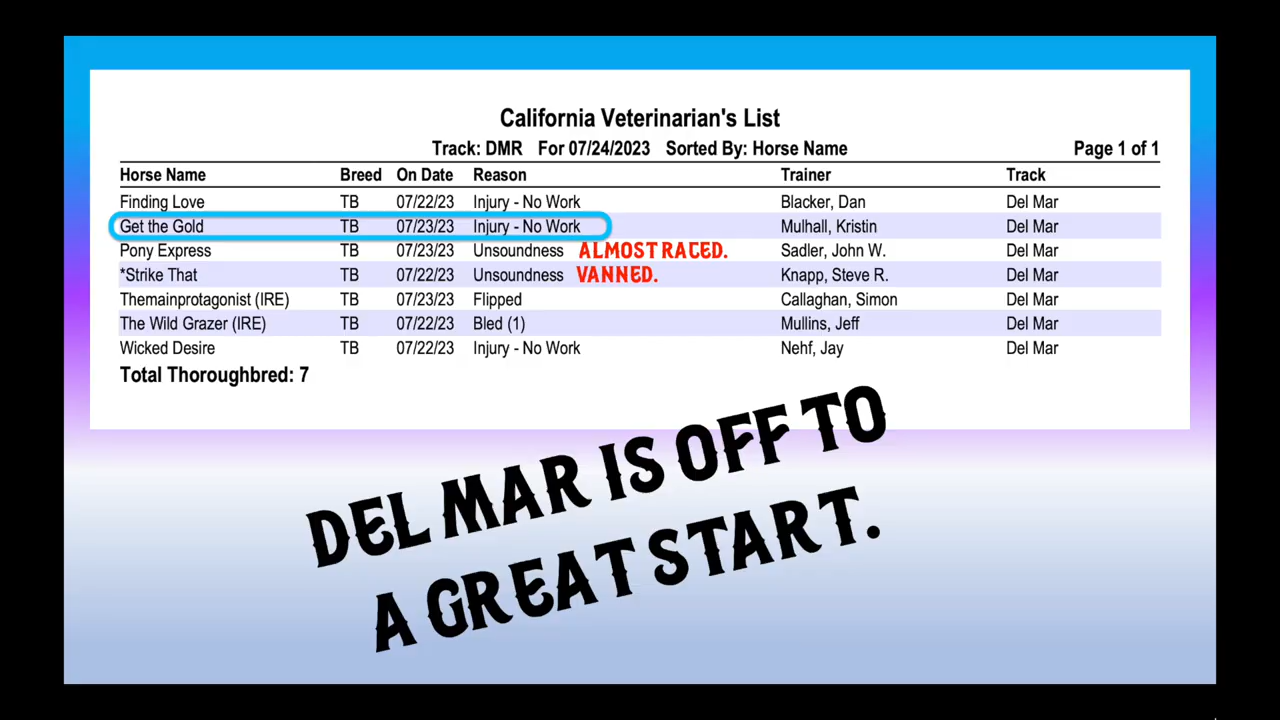 California Veterinarian's List
Track: DMR For 07/24/2023 Sorted By: Horse Name Page 1 of 1
Horse Name Breed On Date Reason Trainer Track
Finding Love TB 07/22/23 Injury - No Work Blacker, Dan Del Mar
Get the Gold TB 07/23/23 Injury - No Work Mulhall, Kristin Del Mar
Pony Express TB 07/22/23 Unsoundness ALMOST RACED. Sadler, John W. Del Mar
*Strike That TB 07/22/23 Unsoundness VANNED. Knapp, Steve R. Del Mar
Themainprotagonist (IRE) TB 07/23/23 Flipped Callaghan, Simon Del Mar
The Wild Grazer (IRE) TB 07/22/23 Bled (1) Mullins, Jeff Del Mar
Wicked Desire TB 07/22/23 Injury - No Work Nehf, Jay Del Mar
Total Thoroughbred: 7
DEL MAR IS OFF TO
A GREAT START.